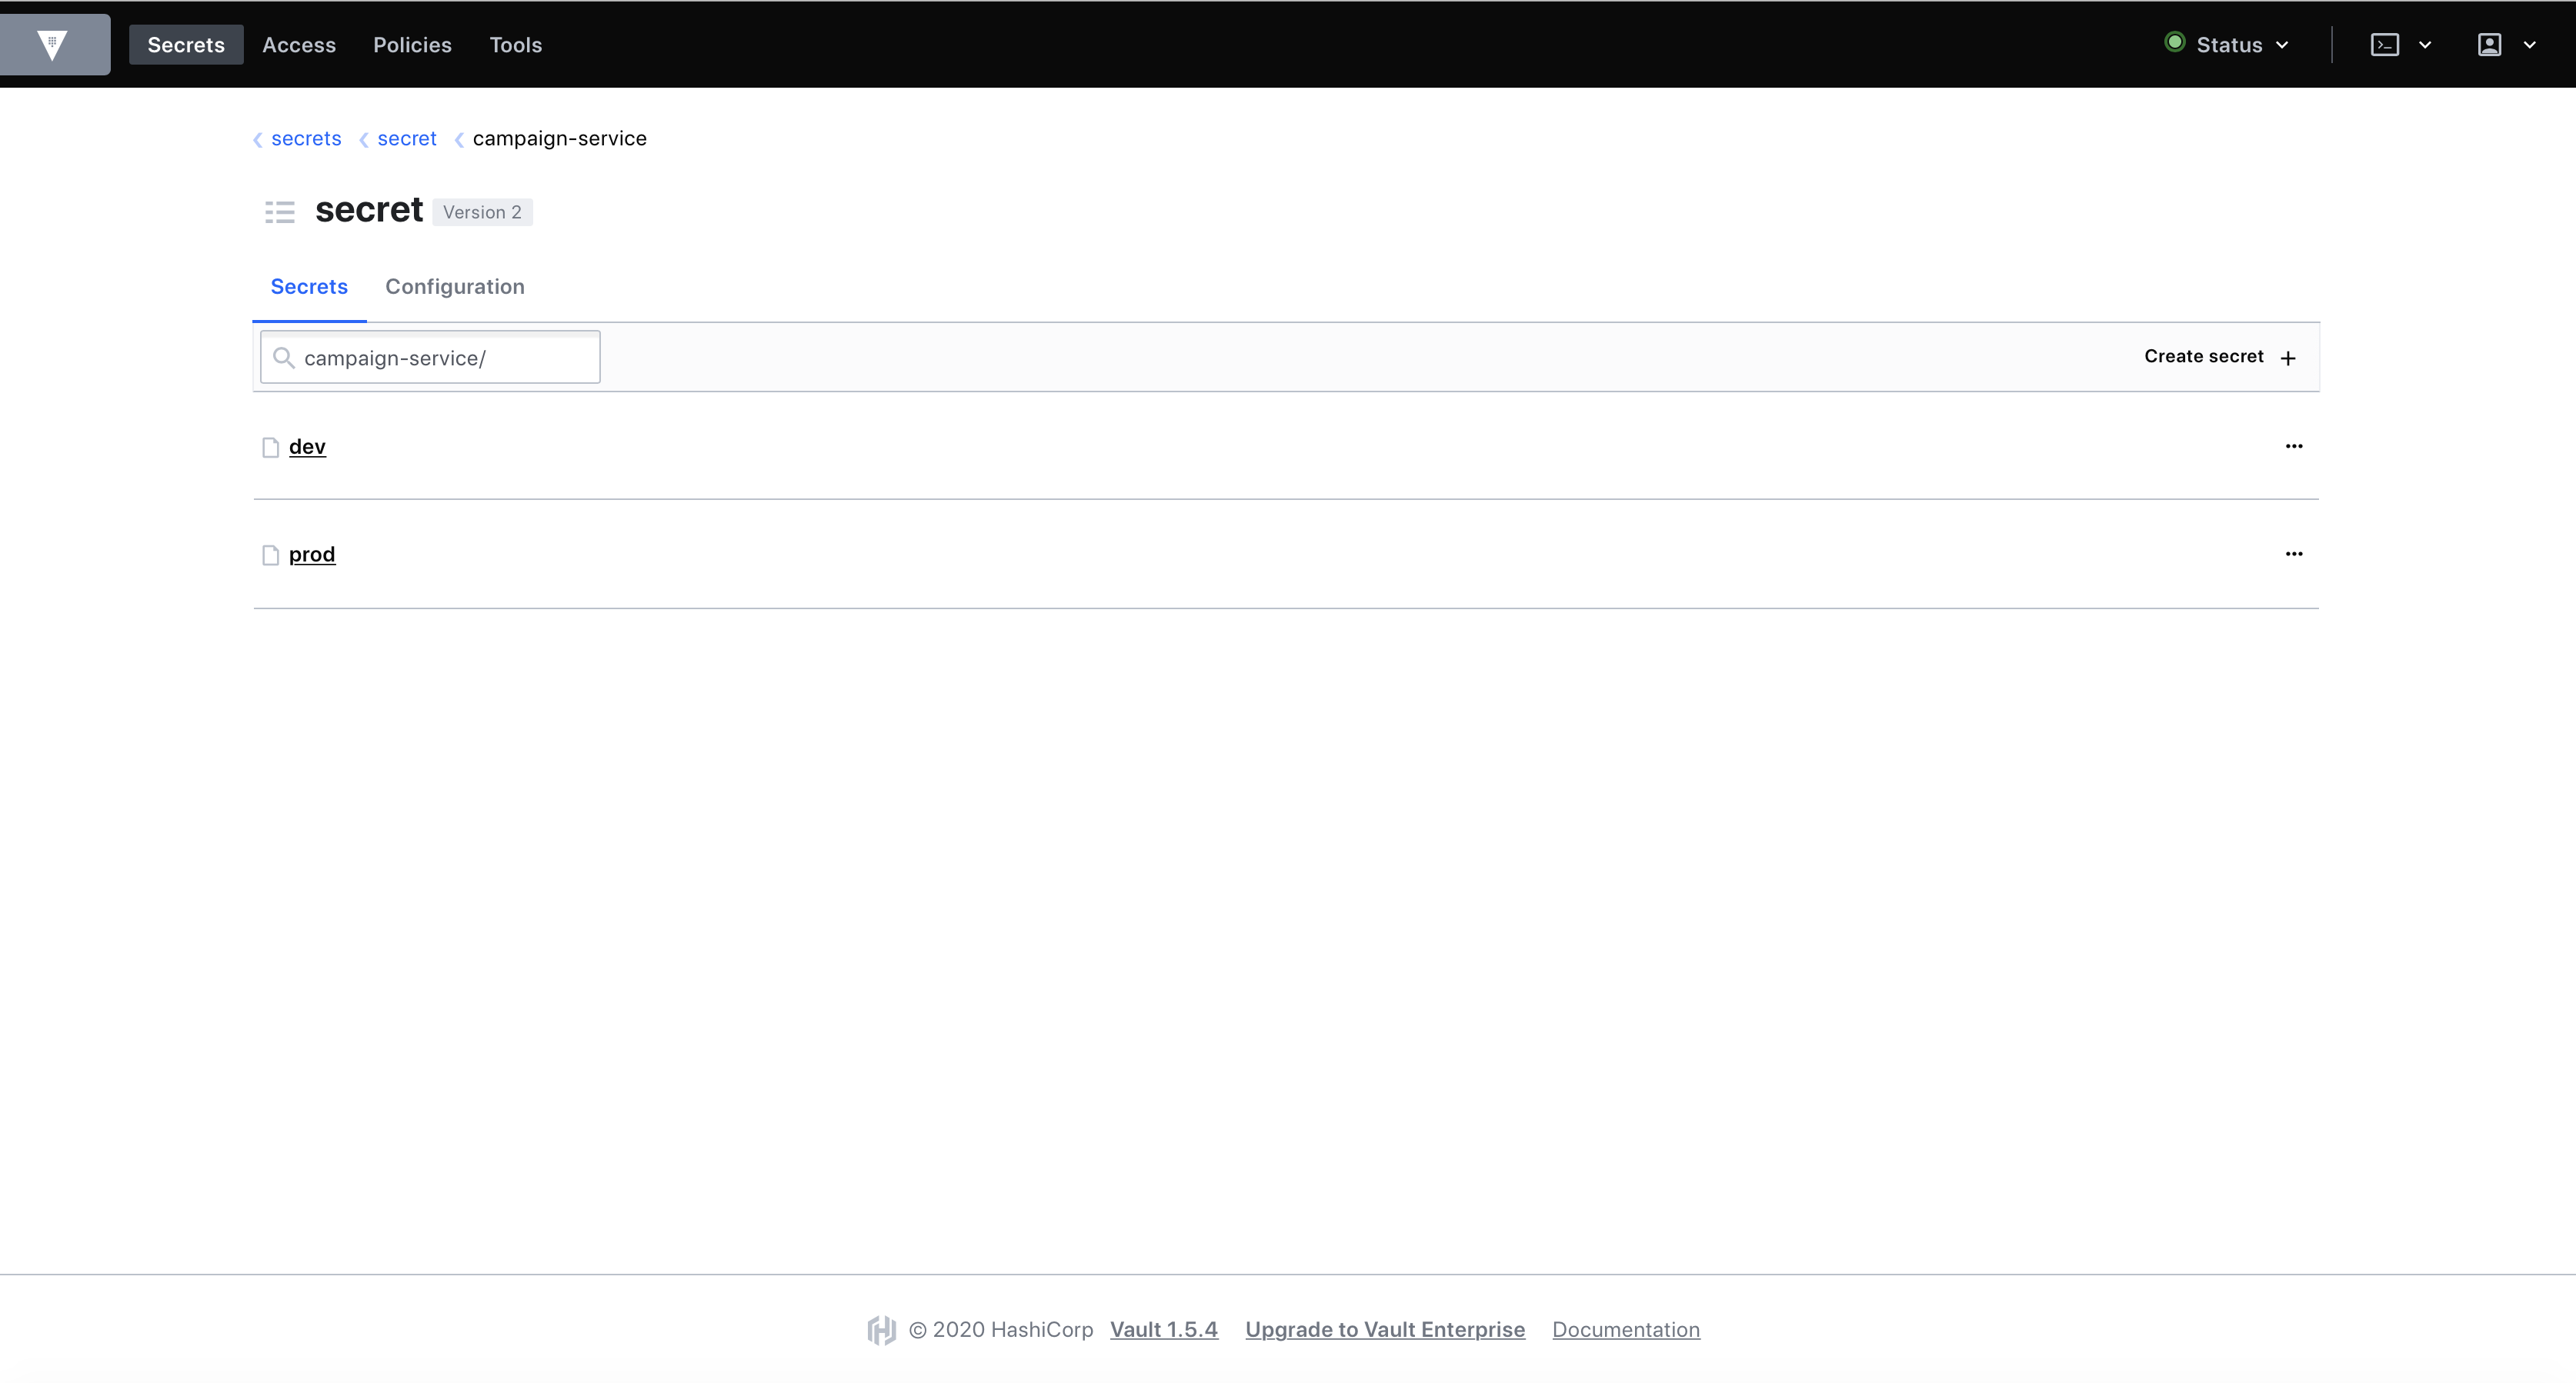 Secrets Access Policies Tools Status
secrets secret campaign-service
secret Version 2
Secrets Configuration
campaign-service/ Create secret +
dev
prod
© 2020 HashiCorp Vault 1.5.4 Upgrade to Vault Enterprise Documentation